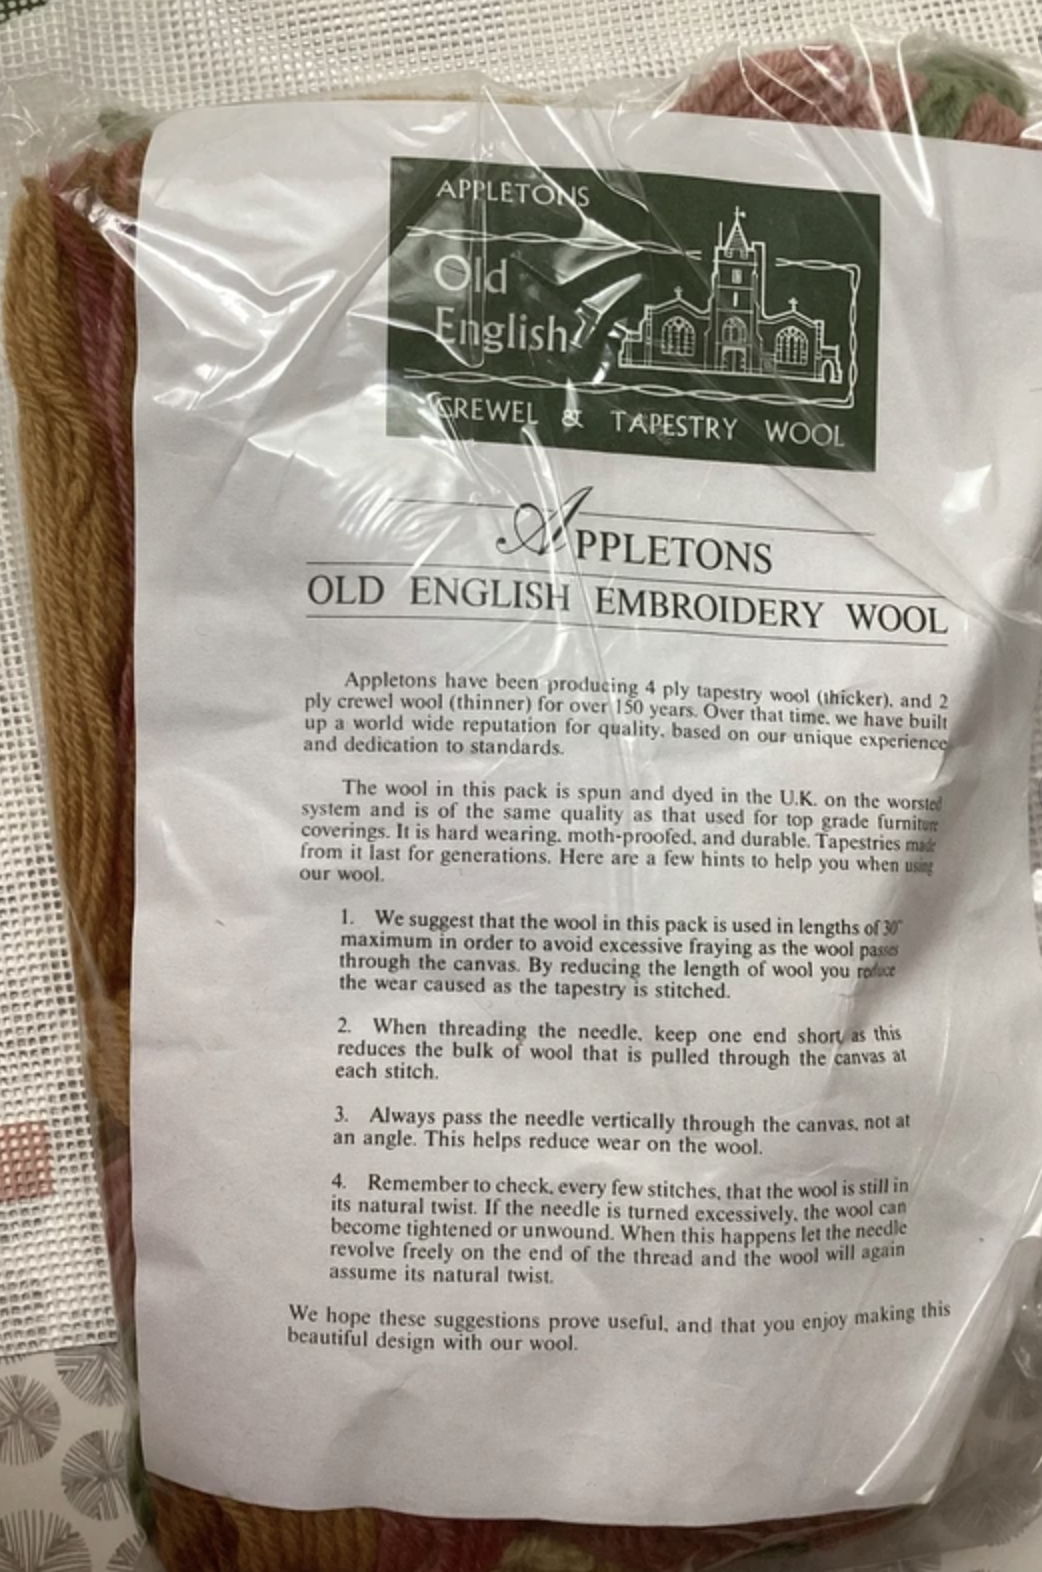 APPLETONS
Old
English
CREWEL & TAPESTRY WOOL
APPLETONS
OLD ENGLISH EMBROIDERY WOOL
Appletons have been producing 4 ply tapestry wool (thicker), and 2
ply crewel wool (thinner) for over 150 years. Over that time, we have built
up a world wide reputation for quality, based on our unique experience
and dedication to standards.
The wool in this pack is spun and dyed in the U.K. on the worsted
system and is of the same quality as that used for top grade furniture
coverings. It is hard wearing, moth-proofed, and durable. Tapestries made
from it last for generations. Here are a few hints to help you when using
our wool.
1. We suggest that the wool in this pack is used in lengths of 30"
maximum in order to avoid excessive fraying as the wool passes
through the canvas. By reducing the length of wool you reduce
the wear caused as the tapestry is stitched.
2. When threading the needle, keep one end short as this
reduces the bulk of wool that is pulled through the canvas at
each stitch.
3. Always pass the needle vertically through the canvas, not at
an angle. This helps reduce wear on the wool.
4. Remember to check, every few stitches, that the wool is still in
its natural twist. If the needle is turned excessively, the wool can
become tightened or unwound. When this happens let the needle
revolve freely on the end of the thread and the wool will again
assume its natural twist.
We hope these suggestions prove useful, and that you enjoy making this
beautiful design with our wool.